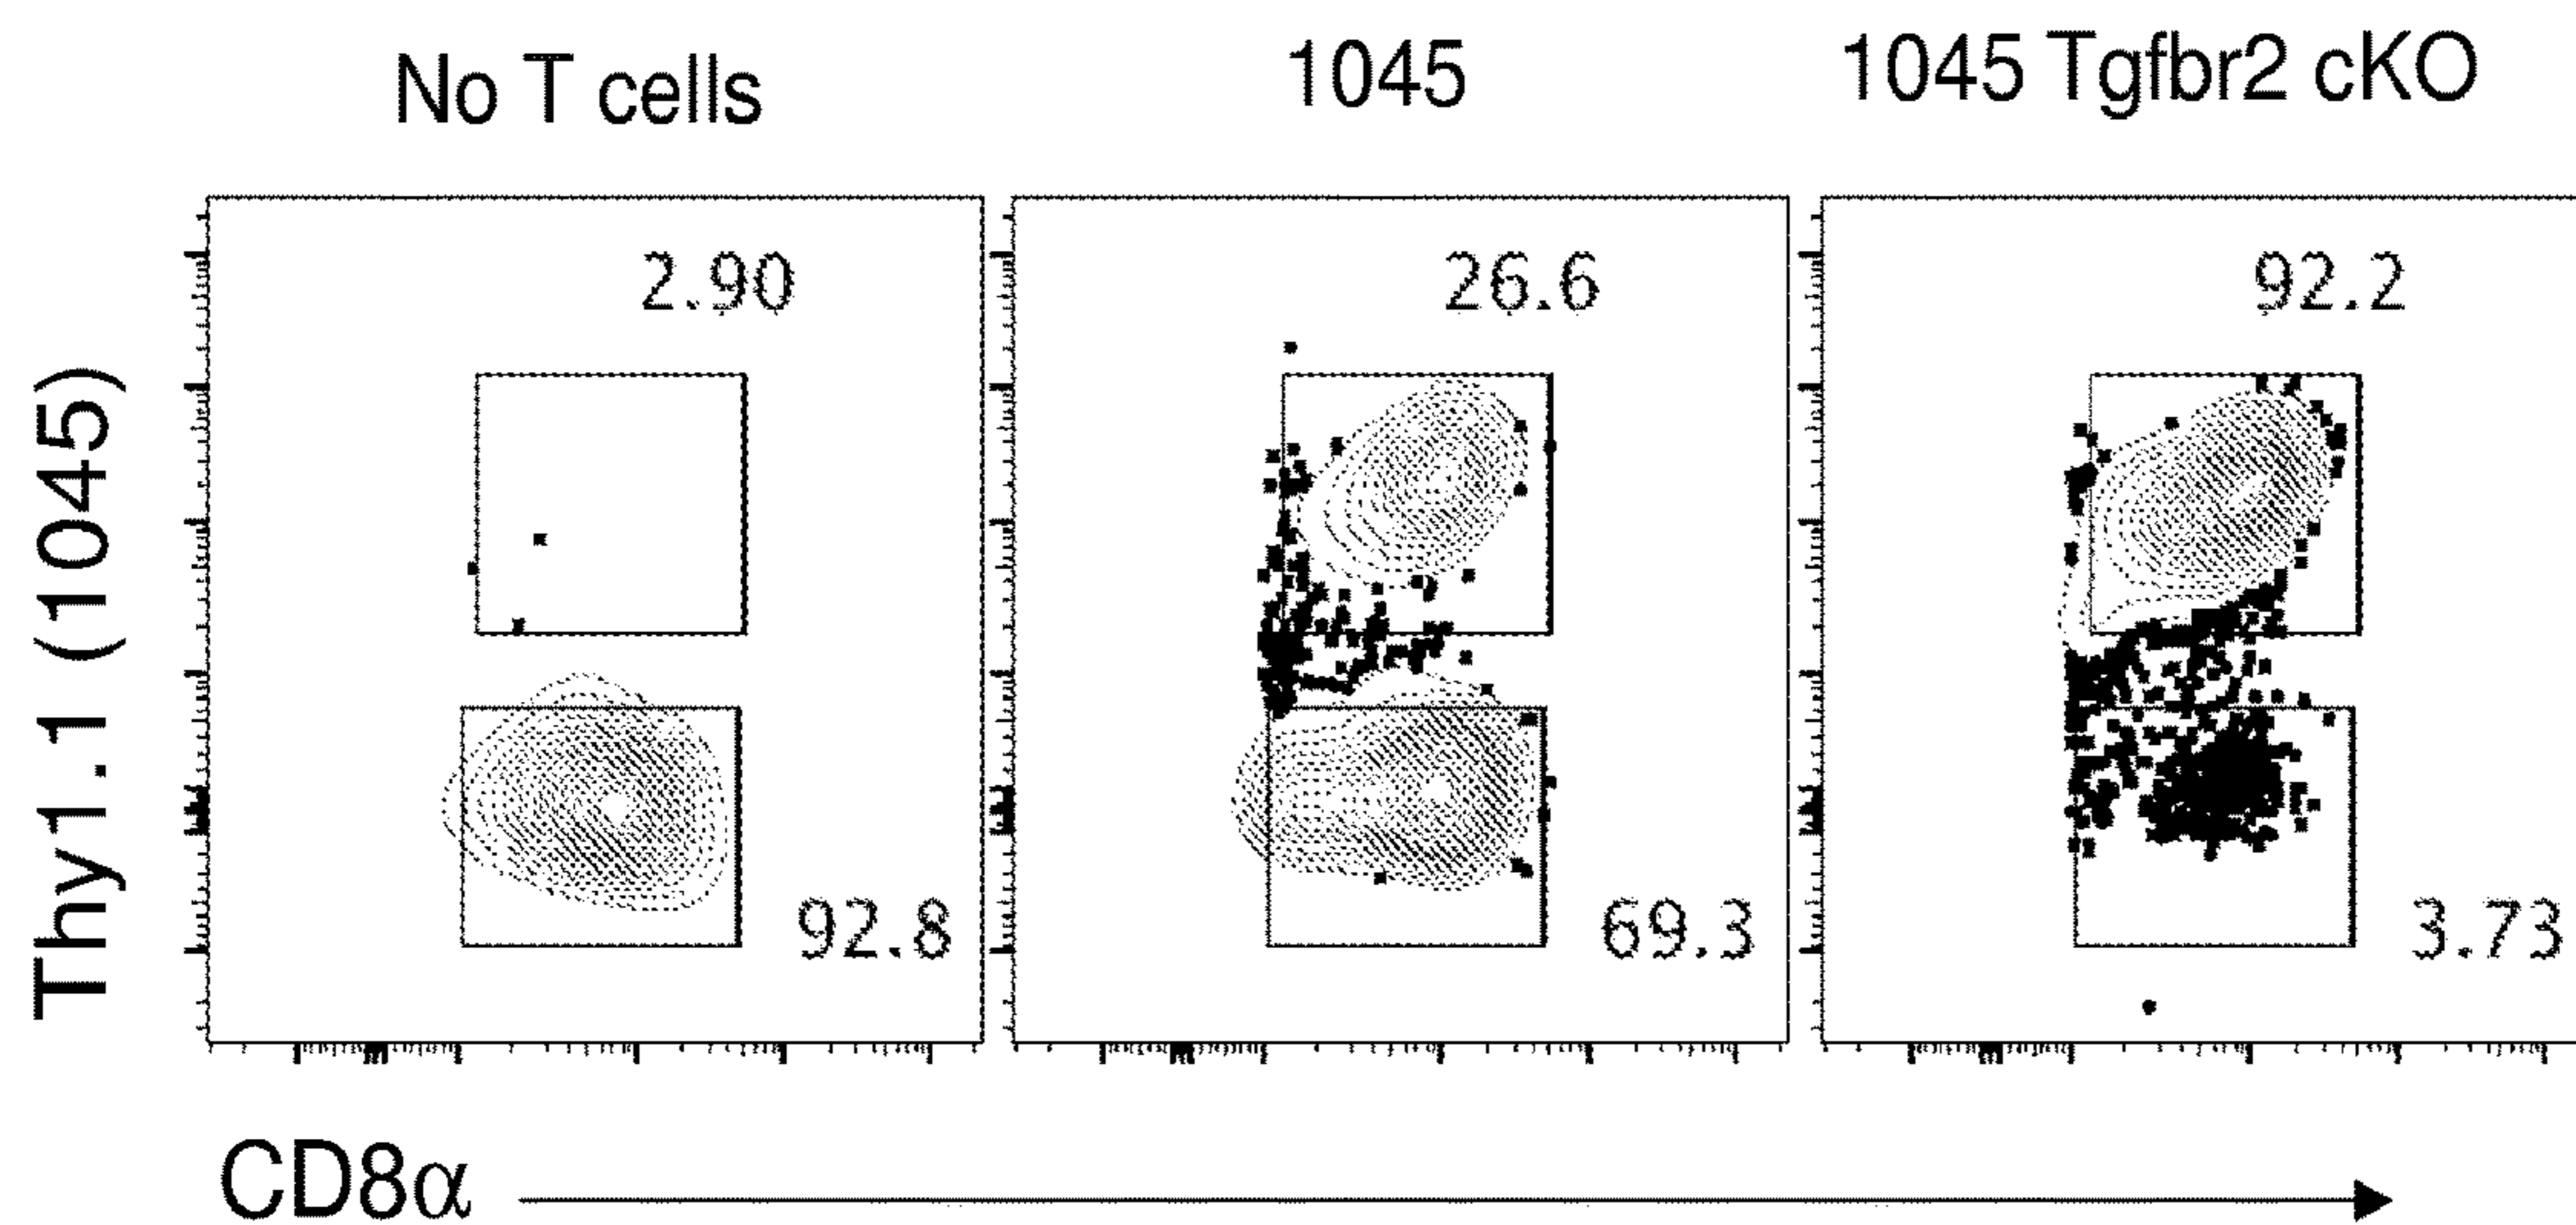 No T cells
1045
1045 Tgfbr2 cKO
Thy1.1 (1045)
2.90
26.6
92.2
92.8
69.3
3.73
CD8α